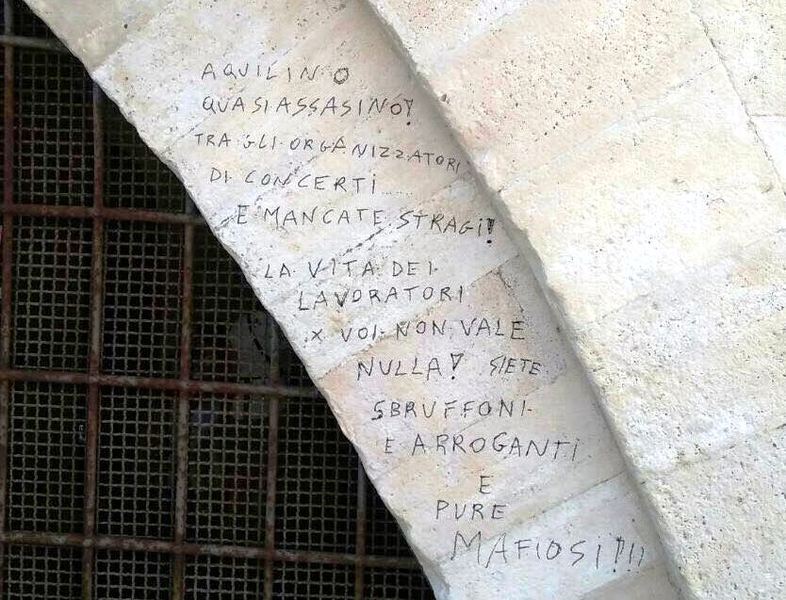 AQUILINO
QUASIASSASINO!
TRA GLI ORGANIZZATORI
DI CONCERTI
E MANCATE STRAGI!
LA VITA DEI
LAVORATORI
x VOI NON VALE
NULLA! SIETE
SBRUFFONI
E ARROGANTI
E
PURE
MAFIOSI!!!